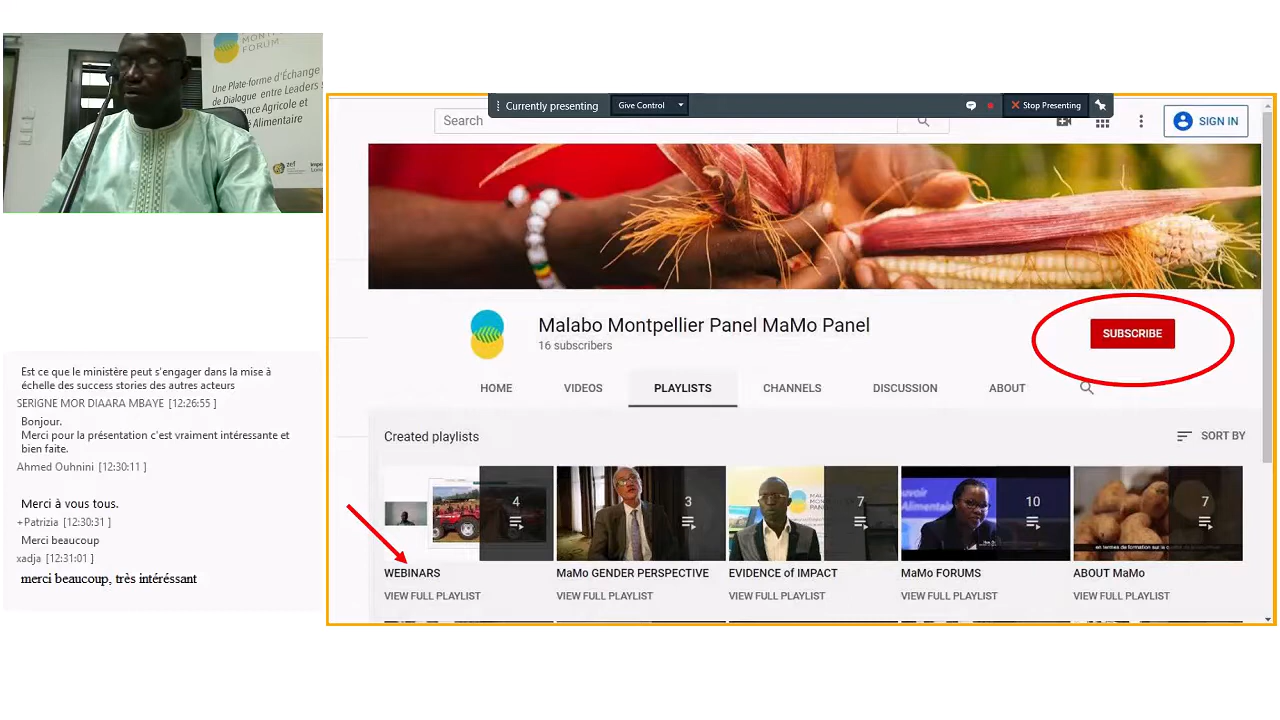 MONTPELLIER
FORUM
Une Plate-forme d'Échange
de Dialogue entre Leaders
Agricole et
Alimentaire
zef
Currently presenting
Give Control
Stop Presenting
Search
SIGN IN
Malabo Montpellier Panel MaMo Panel
16 subscribers
SUBSCRIBE
HOME
VIDEOS
PLAYLISTS
CHANNELS
DISCUSSION
ABOUT
Created playlists
SORT BY
4
3
7
10
7
WEBINARS
MaMo GENDER PERSPECTIVE
EVIDENCE of IMPACT
MaMo FORUMS
ABOUT MaMo
VIEW FULL PLAYLIST
VIEW FULL PLAYLIST
VIEW FULL PLAYLIST
VIEW FULL PLAYLIST
VIEW FULL PLAYLIST
Est ce que le ministère peut s'engager dans la mise à
échelle des success stories des autres acteurs
SERIGNE MOR DIAARA MBAYE [12:26:55 ]
Bonjour.
Merci pour la présentation c'est vraiment intéressante et
bien faite.
Ahmed Ouhnini [12:30:11 ]
Merci à vous tous.
+Patrizia [12:30:31 ]
Merci beaucoup
xadja [12:31:01 ]
merci beaucoup, très intéréssant